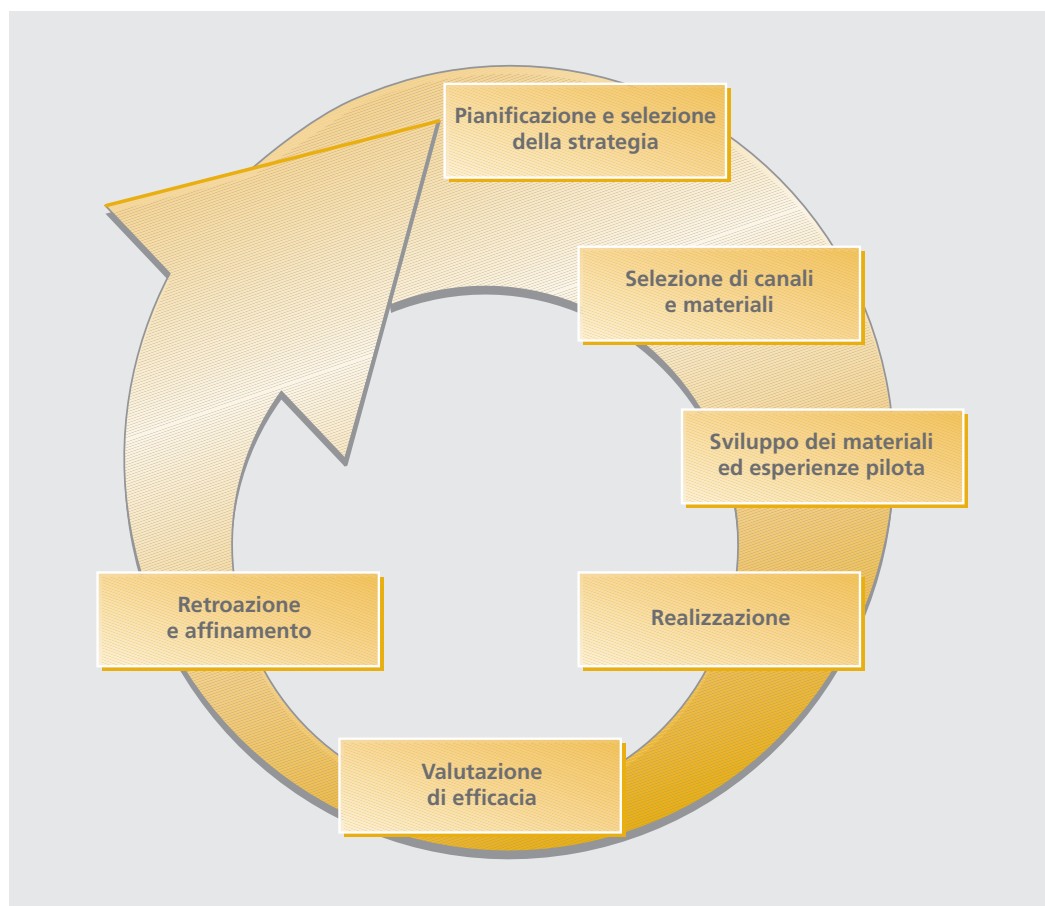 Pianificazione e selezione
della strategia
Selezione di canali
e materiali
Sviluppo dei materiali
ed esperienze pilota
Realizzazione
Valutazione
di efficacia
Retroazione
e affinamento